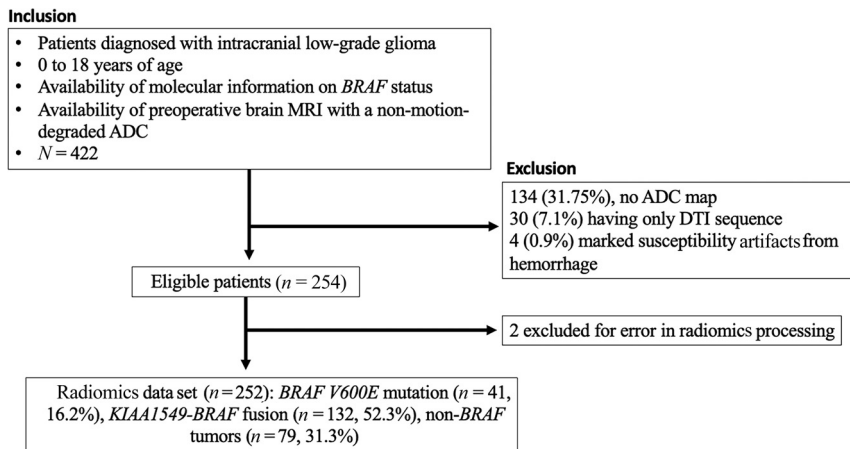 Inclusion
• Patients diagnosed with intracranial low-grade glioma
• 0 to 18 years of age
• Availability of molecular information on BRAF status
• Availability of preoperative brain MRI with a non-motion-
degraded ADC
• N = 422
Exclusion
134 (31.75%), no ADC map
30 (7.1%) having only DTI sequence
4 (0.9%) marked susceptibility artifacts from
hemorrhage
Eligible patients (n = 254)
2 excluded for error in radiomics processing
Radiomics data set (n=252): BRAF V600E mutation (n = 41,
16.2%), KIAA1549-BRAF fusion (n = 132, 52.3%), non-BRAF
tumors (n = 79, 31.3%)